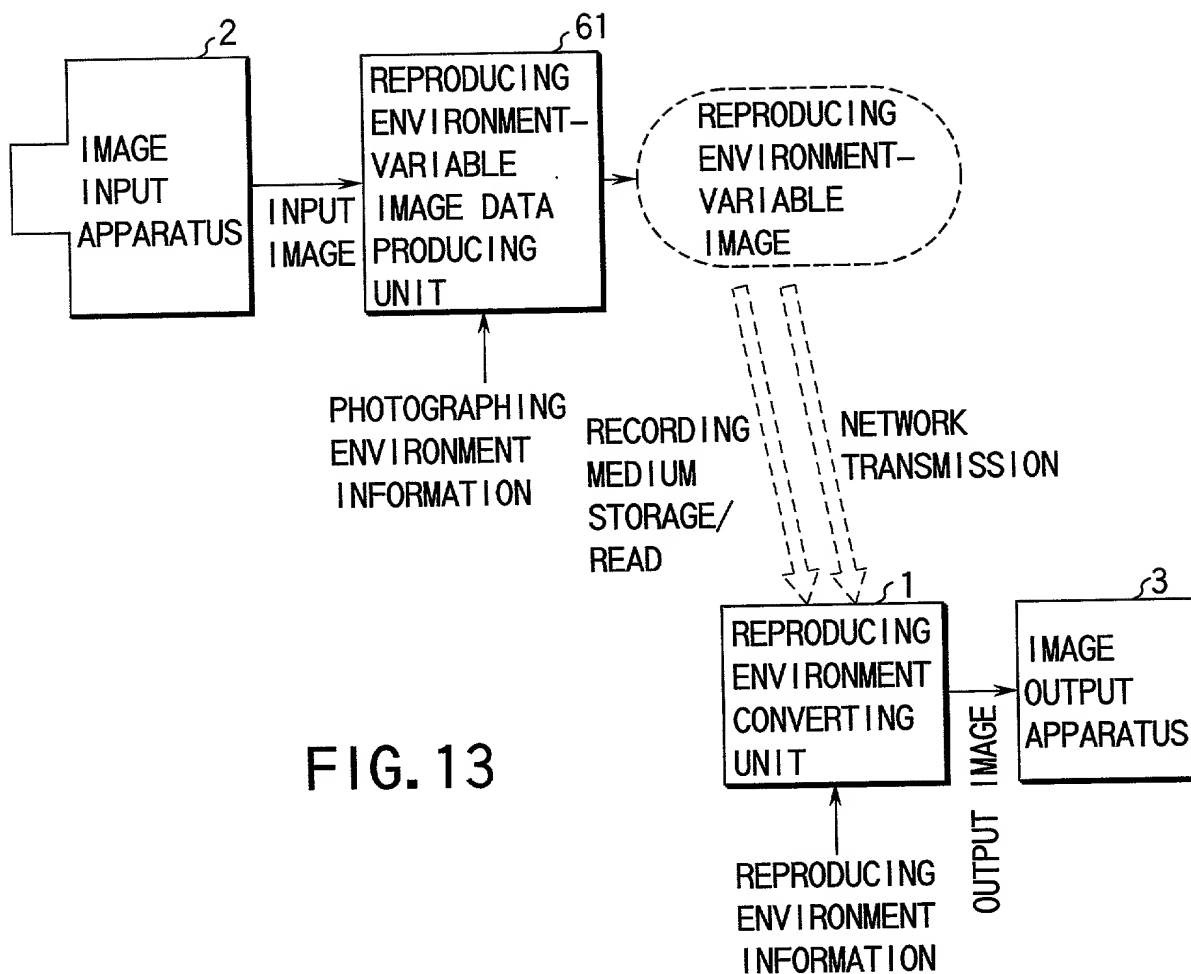 2
IMAGE
INPUT
APPARATUS
INPUT
IMAGE
61
REPRODUCING
ENVIRONMENT-
VARIABLE
IMAGE DATA
PRODUCING
UNIT
PHOTOGRAPHING
ENVIRONMENT
INFORMATION
REPRODUCING
ENVIRONMENT-
VARIABLE
IMAGE
RECORDING
MEDIUM
STORAGE/
READ
NETWORK
TRANSMISSION
1
REPRODUCING
ENVIRONMENT
CONVERTING
UNIT
REPRODUCING
ENVIRONMENT
INFORMATION
OUTPUT IMAGE
3
IMAGE
OUTPUT
APPARATUS
FIG. 13